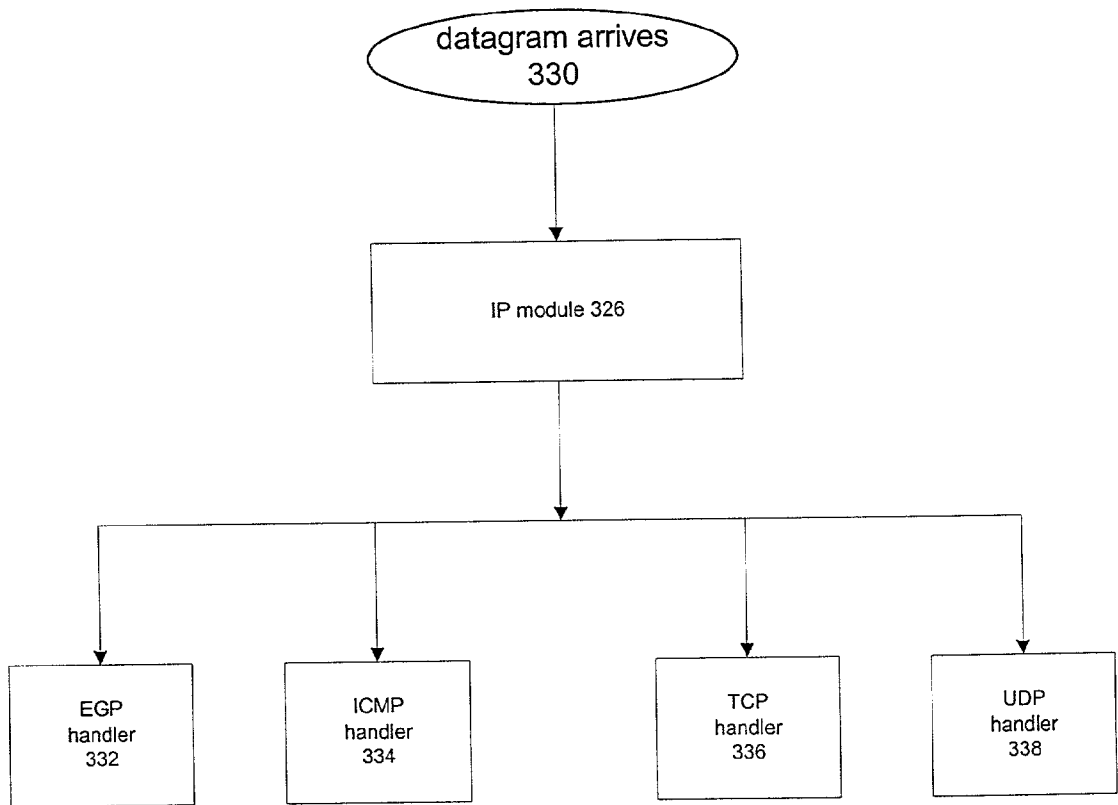 datagram arrives
330
IP module 326
EGP
handler
332
ICMP
handler
334
TCP
handler
336
UDP
handler
338